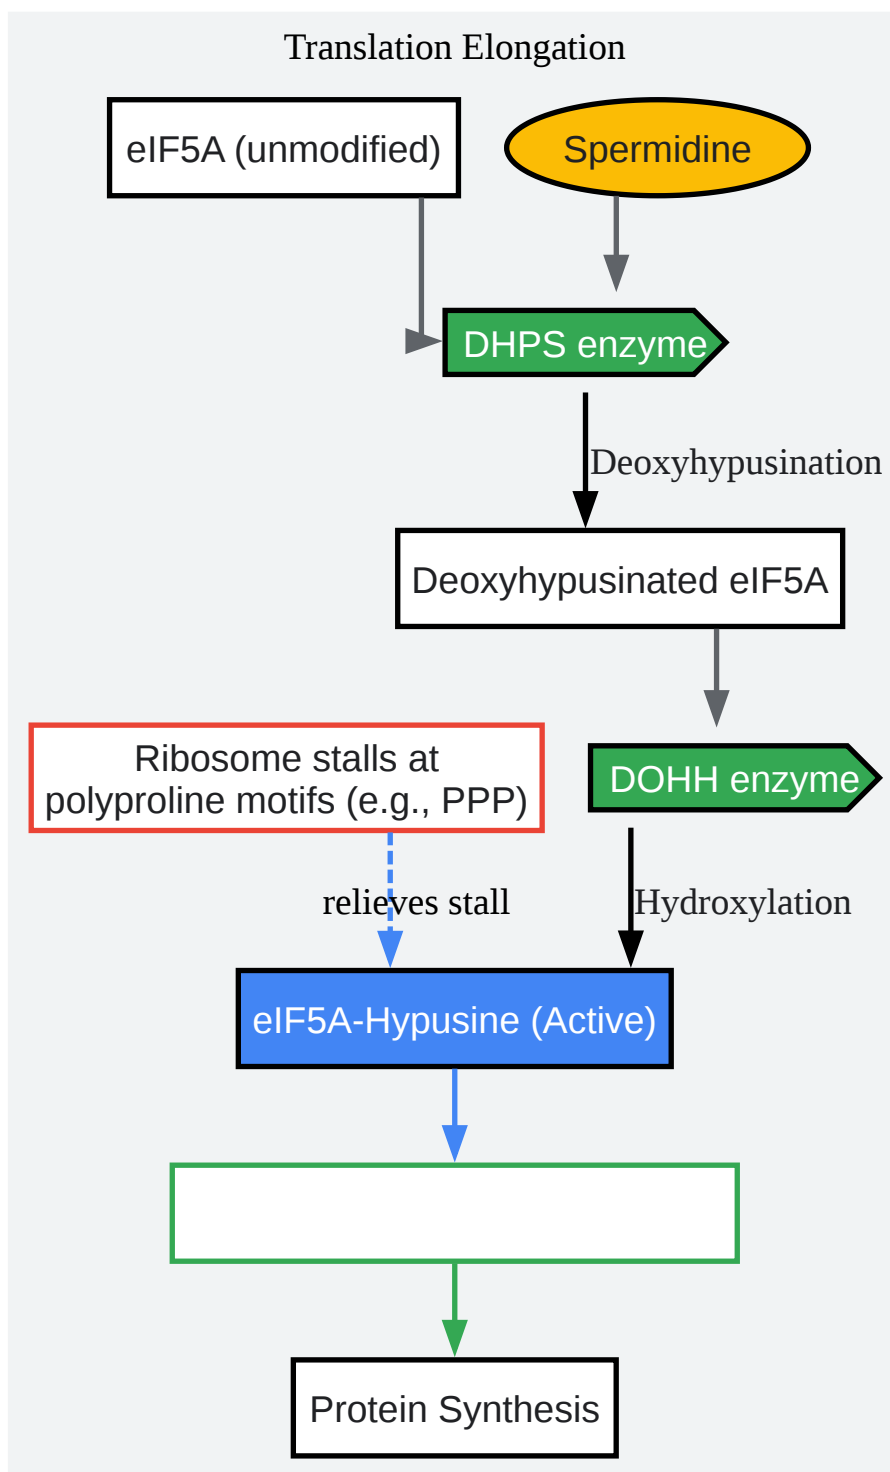 Translation Elongation
eIF5A (unmodified)
Spermidine
DHPS enzyme
Deoxyhypusination
Deoxyhypusinated eIF5A
Ribosome stalls at
polyproline motifs (e.g., PPP)
DOHH enzyme
relieves stall
Hydroxylation
eIF5A-Hypusine (Active)
Protein Synthesis